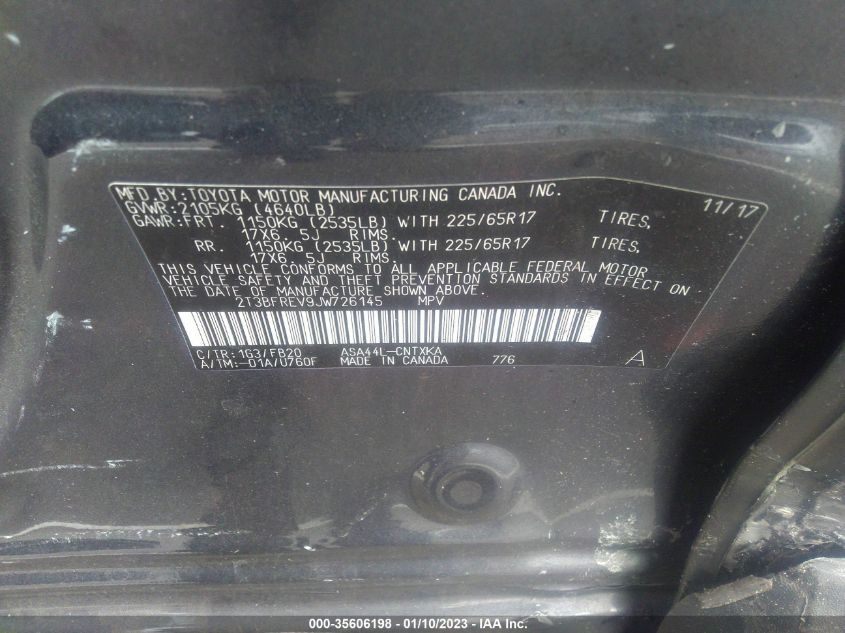 MFD.BY:TOYOTA MOTOR MANUFACTURING CANADA INC. 11/17
GVWR:2105KG (4640LB)
GAWR:FRT. 1150KG (2535LB) WITH 225/65R17 TIRES,
17X6.5J RIMS.
RR. 1150KG (2535LB) WITH 225/65R17 TIRES,
17X6.5J RIMS.
THIS VEHICLE CONFORMS TO ALL APPLICABLE FEDERAL MOTOR
VEHICLE SAFETY AND THEFT PREVENTION STANDARDS IN EFFECT ON
THE DATE OF MANUFACTURE SHOWN ABOVE.
2T3BFREV9JW726145 MPV
C/TR:1G3/FB20 ASA44L-CNTXKA
A/TM:-01A/U760F MADE IN CANADA 776 A
000-35606198 - 01/10/2023 - © IAA Inc.